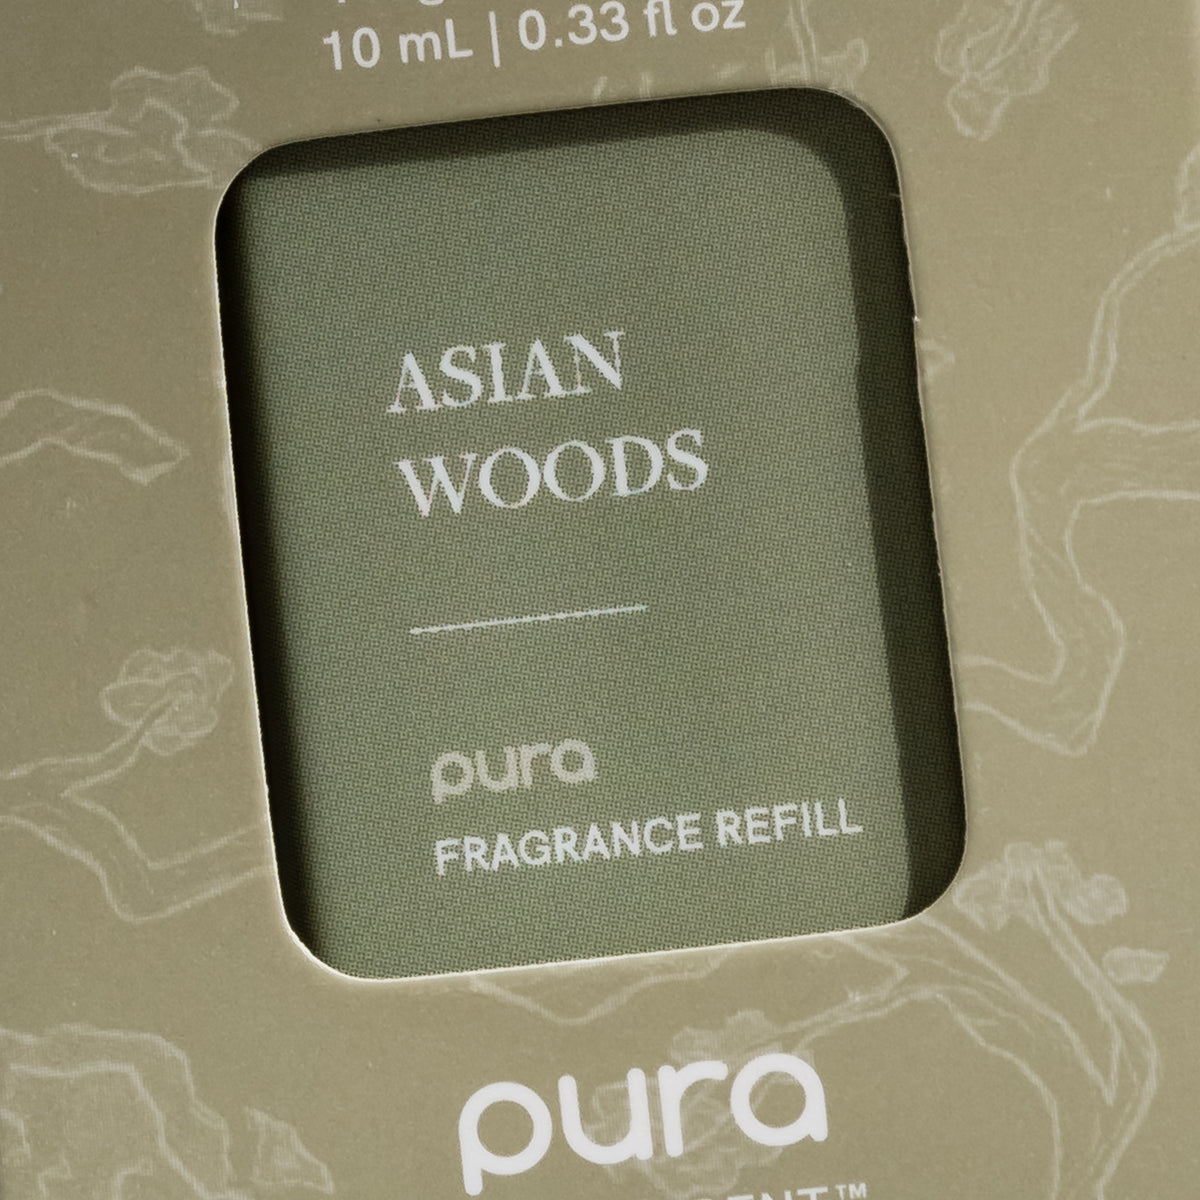 10 mL | 0.33 fl oz
ASIAN
WOODS
pura
FRAGRANCE REFILL
pura